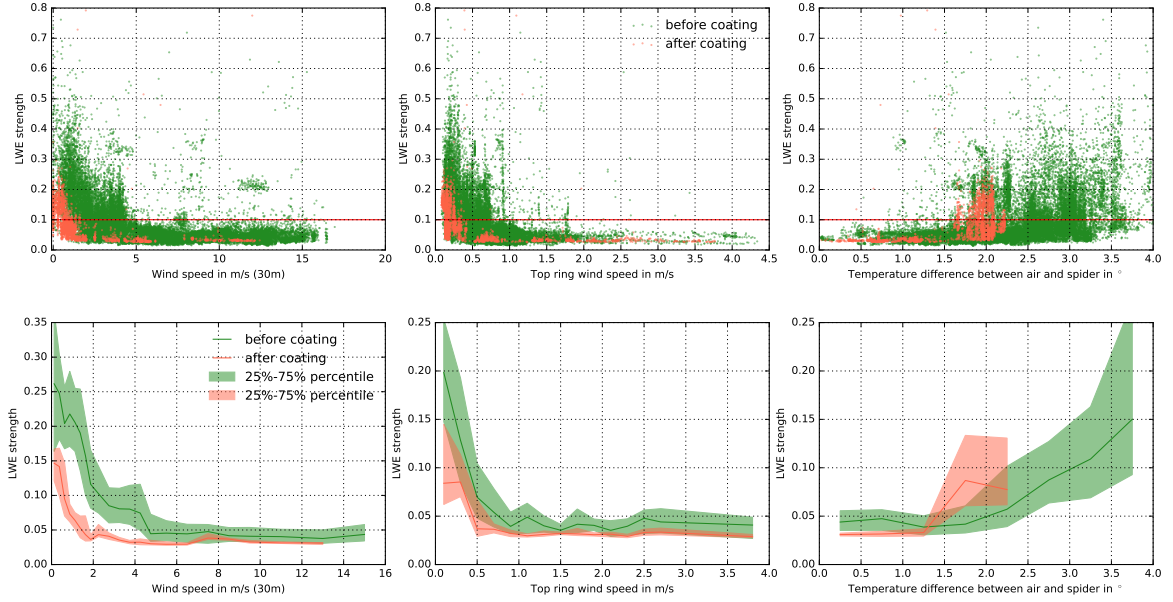 0.8
0.7
0.6
0.5
0.4
0.3
0.2
0.1
0.0
LWE strength
0 5 10 15 20
Wind speed in m/s (30m)
0.8
0.7
0.6
0.5
0.4
0.3
0.2
0.1
0.0
LWE strength
before coating
after coating
0.0 0.5 1.0 1.5 2.0 2.5 3.0 3.5 4.0 4.5
Top ring wind speed in m/s
0.8
0.7
0.6
0.5
0.4
0.3
0.2
0.1
0.0
LWE strength
0.0 0.5 1.0 1.5 2.0 2.5 3.0 3.5 4.0
Temperature difference between air and spider in °
0.35
0.30
0.25
0.20
0.15
0.10
0.05
0.00
LWE strength
before coating
after coating
25%-75% percentile
25%-75% percentile
0 2 4 6 8 10 12 14 16
Wind speed in m/s (30m)
0.25
0.20
0.15
0.10
0.05
0.00
LWE strength
0.0 0.5 1.0 1.5 2.0 2.5 3.0 3.5 4.0
Top ring wind speed in m/s
0.25
0.20
0.15
0.10
0.05
0.00
LWE strength
0.0 0.5 1.0 1.5 2.0 2.5 3.0 3.5 4.0
Temperature difference between air and spider in °